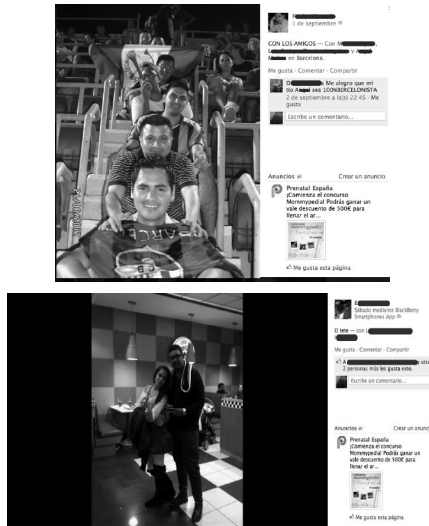 1 de septiembre
CON LOS AMIGOS — Con M
L y A
en Barcelona.
Me gusta · Comentar · Compartir
D s Me alegro que mi
tío sea 100%BERCELONISTA
2 de septiembre a la(s) 22:45 · Me
gusta
Escribe un comentario...
Anuncios Crear un anuncio
Prenatal España
¡Comienza el concurso
Mommypedia! Podrás ganar un
vale descuento de 500€ para
llenar el ar...
Me gusta esta página
BARCE
E
Sábado mediante BlackBerry
Smartphones App
El tete — con L
Me gusta · Comentar · Compartir
A y otra
2 personas más les gusta esto.
Escribe un comentario...
Anuncios Crear un anunci
Prenatal España
¡Comienza el concurso
Mommypedia! Podrás ganar un
vale descuento de 500€ para
llenar el ar...
Me gusta esta página